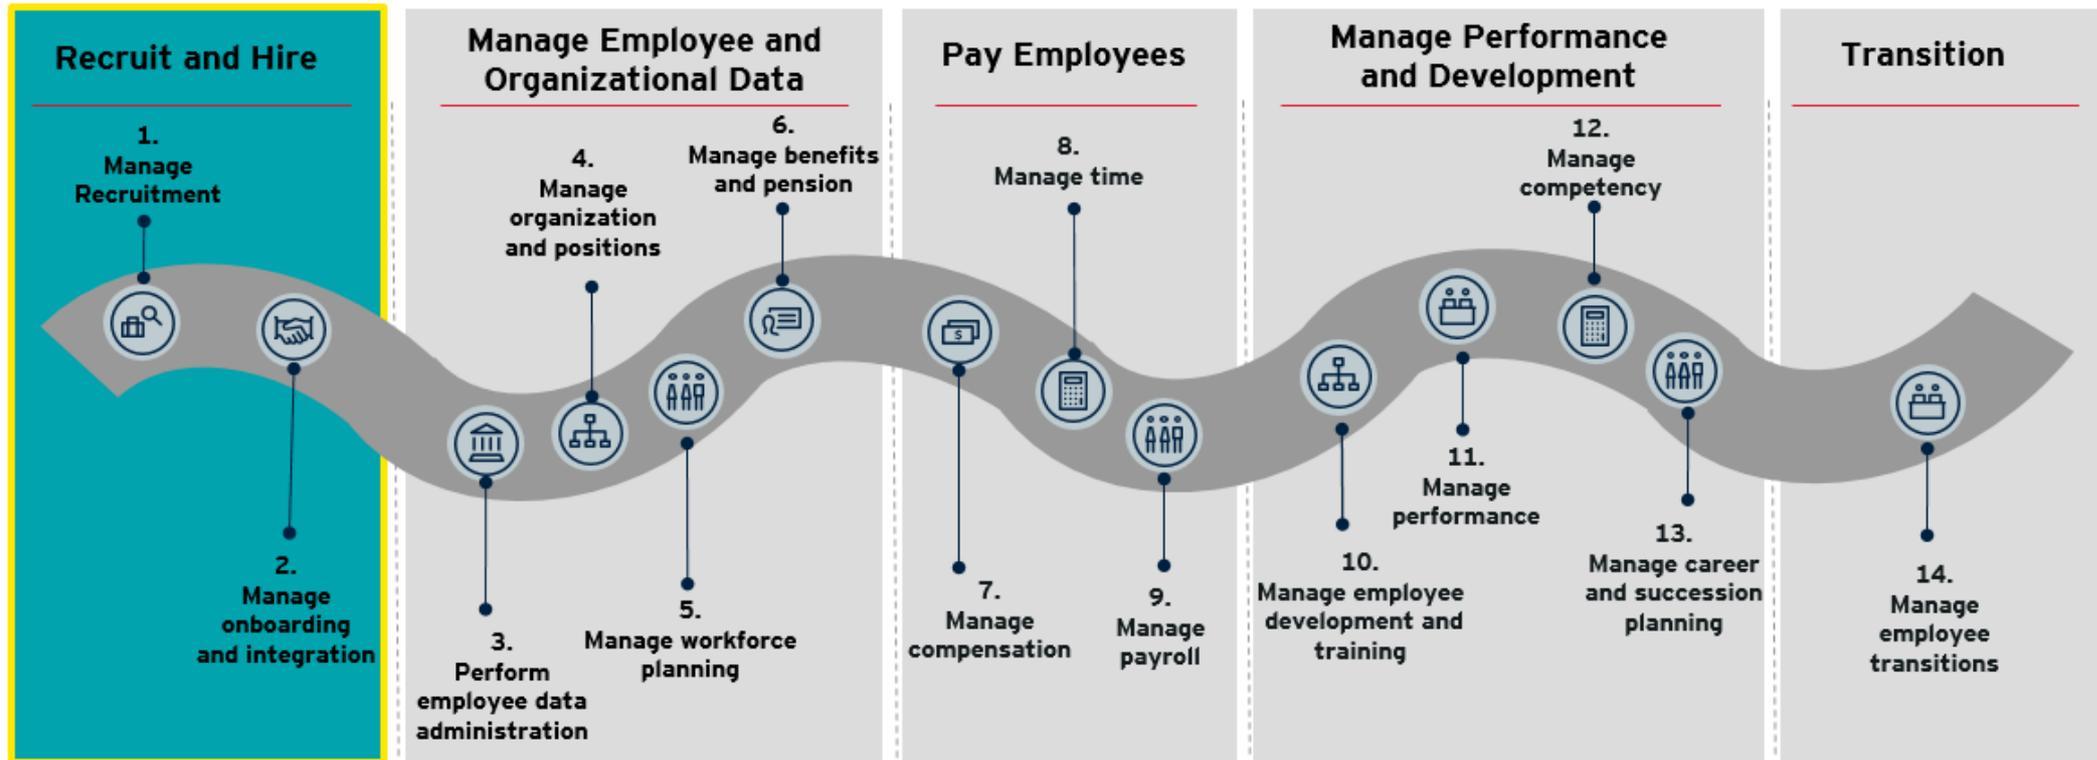 Recruit and Hire
1.
Manage
Recruitment
2.
Manage
onboarding
and integration
Manage Employee and
Organizational Data
3.
Perform
employee data
administration
4.
Manage
organization
and positions
5.
Manage workforce
planning
6.
Manage benefits
and pension
Pay Employees
7.
Manage
compensation
8.
Manage time
9.
Manage
payroll
Manage Performance
and Development
10.
Manage employee
development and
training
11.
Manage
performance
12.
Manage
competency
13.
Manage career
and succession
planning
Transition
14.
Manage
employee
transitions
$